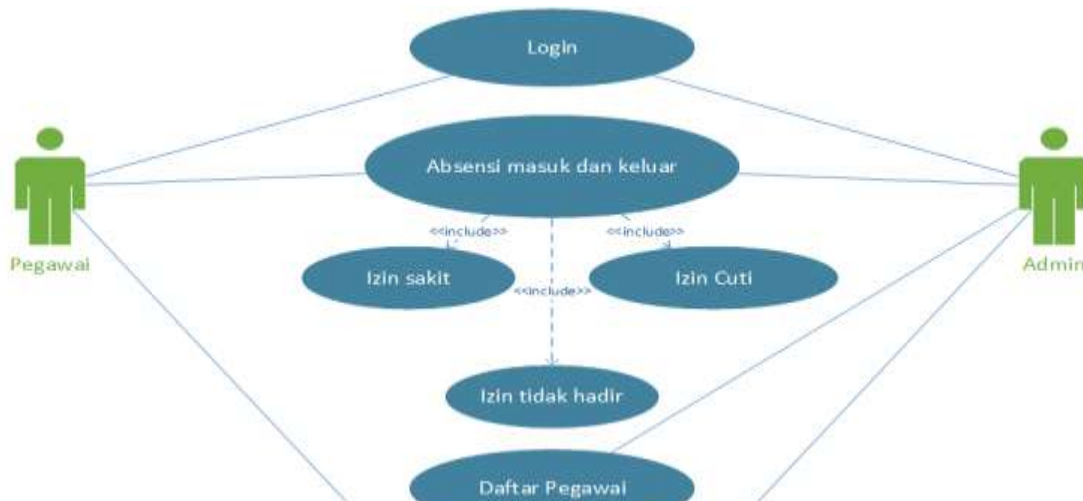 Login
Absensi masuk dan keluar
<<include>>
<<include>>
Pegawai
Admin
Izin sakit
<<include>>
Izin Cuti
Izin tidak hadir
Daftar Pegawai